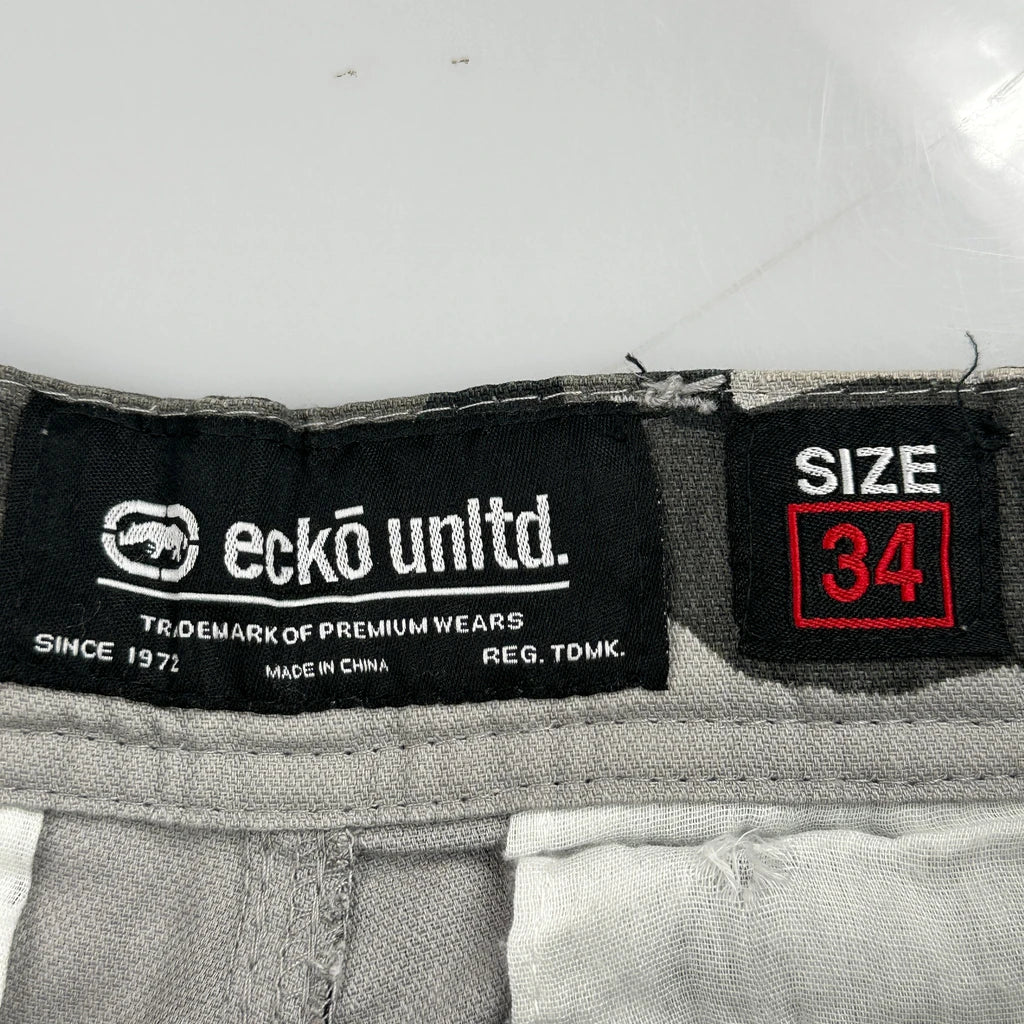 eckō unltd.
TRADEMARK OF PREMIUM WEARS
SINCE 1972
MADE IN CHINA
REG. TDMK.
SIZE
34